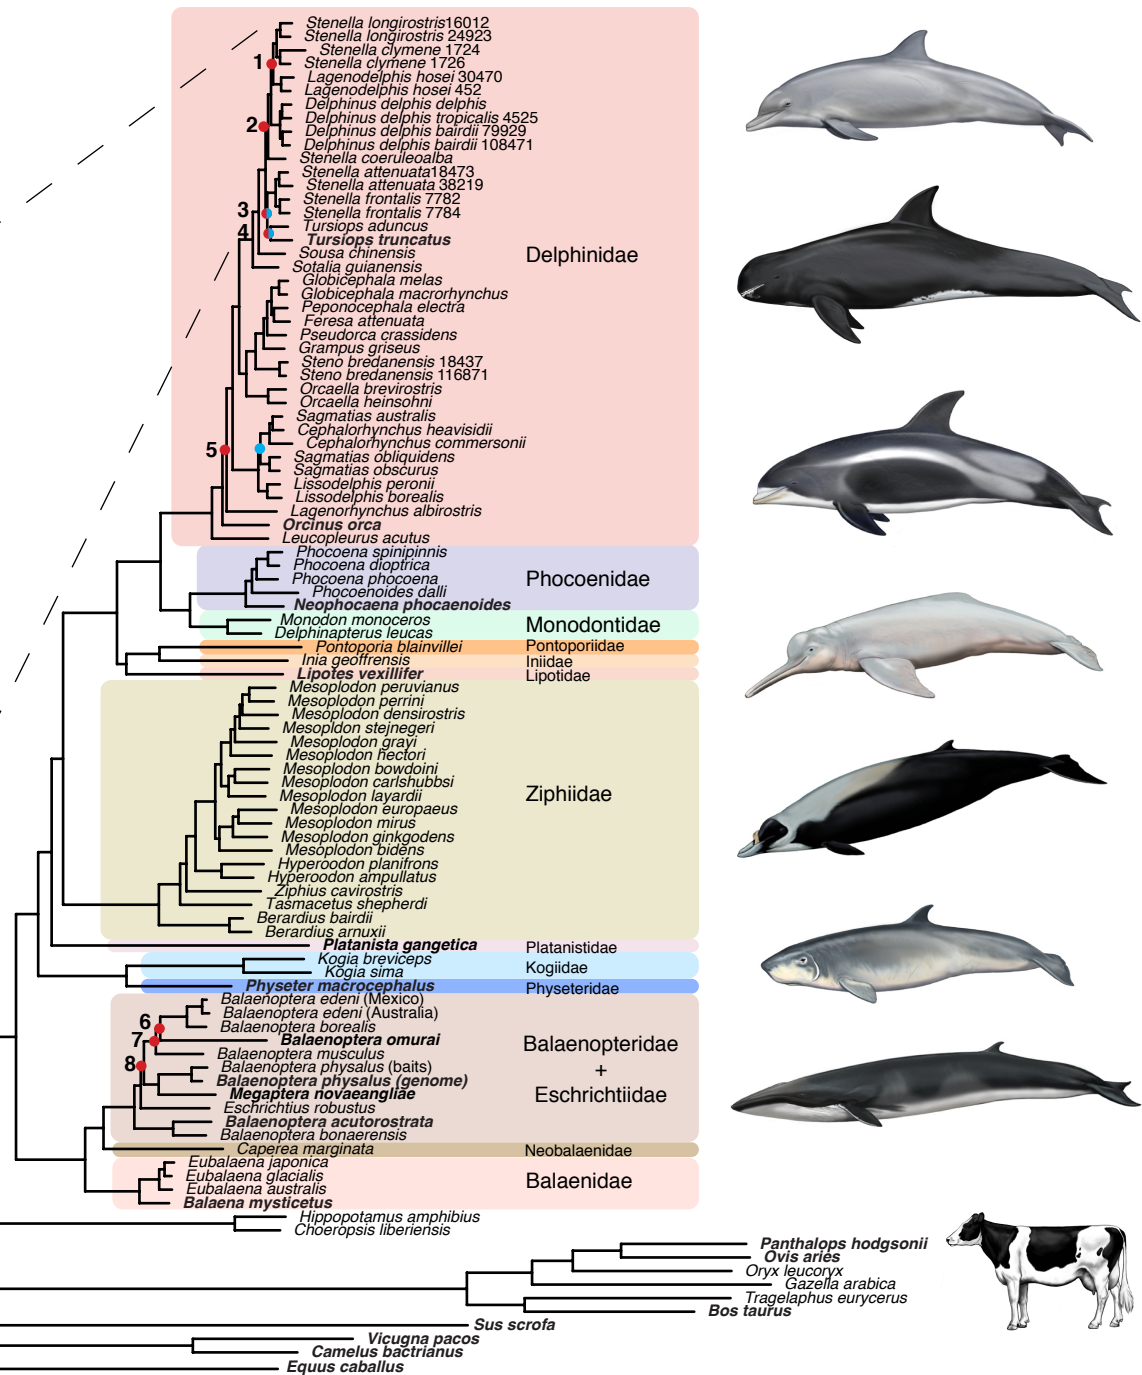 Stenella longirostris16012
Stenella longirostris 24923
Stenella clymene 1724
1
Stenella clymene 1726
Lagenodelphis hosei 30470
Lagenodelphis hosei 452
Delphinus delphis delphis
Delphinus delphis tropicalis 4525
2
Delphinus delphis bairdii 79929
Delphinus delphis bairdii 108471
Stenella coeruleoalba
Stenella attenuata18473
Stenella attenuata 38219
Stenella frontalis 7782
3
Stenella frontalis 7784
Tursiops aduncus
4
Tursiops truncatus
Sousa chinensis
Delphinidae
Sotalia guianensis
Globicephala melas
Globicephala macrorhynchus
Peponocephala electra
Feresa attenuata
Pseudorca crassidens
Grampus griseus
Steno bredanensis 18437
Steno bredanensis 116871
Orcaella brevirostris
Orcaella heinsohni
Sagmatias australis
Cephalorhynchus heavisidii
Cephalorhynchus commersonii
5
Sagmatias obliquidens
Sagmatias obscurus
Lissodelphis peronii
Lissodelphis borealis
Lagenorhynchus albirostris
Orcinus orca
Leucopleurus acutus
Phocoena spinipinnis
Phocoena dioptrica
Phocoena phocoena
Phocoenidae
Phocoenoides dalli
Neophocaena phocaenoides
Monodon monoceros
Monodontidae
Delphinapterus leucas
Pontoporia blainvillei
Pontoporiidae
Inia geoffrensis
Iniidae
Lipotes vexillifer
Lipotidae
Mesoplodon peruvianus
Mesoplodon perrini
Mesoplodon densirostris
Mesopldon stejnegeri
Mesoplodon grayi
Mesoplodon hectori
Mesoplodon bowdoini
Mesoplodon carlshubbsi
Mesoplodon layardii
Ziphiidae
Mesoplodon europaeus
Mesoplodon mirus
Mesoplodon ginkgodens
Mesoplodon bidens
Hyperoodon planifrons
Hyperoodon ampullatus
Ziphius cavirostris
Tasmacetus shepherdi
Berardius bairdii
Berardius arnuxii
Platanista gangetica
Platanistidae
Kogia breviceps
Kogiidae
Kogia sima
Physeter macrocephalus
Physeteridae
Balaenoptera edeni (Mexico)
Balaenoptera edeni (Australia)
6
Balaenoptera borealis
7
Balaenoptera omurai
Balaenopteridae
Balaenoptera musculus
8
Balaenoptera physalus (baits)
+
Balaenoptera physalus (genome)
Megaptera novaeangliae
Eschrichtiidae
Eschrichtius robustus
Balaenoptera acutorostrata
Balaenoptera bonaerensis
Caperea marginata
Neobalaenidae
Eubalaena japonica
Eubalaena glacialis
Balaenidae
Eubalaena australis
Balaena mysticetus
Hippopotamus amphibius
Choeropsis liberiensis
Panthalops hodgsonii
Ovis aries
Oryx leucoryx
Gazella arabica
Tragelaphus eurycerus
Bos taurus
Sus scrofa
Vicugna pacos
Camelus bactrianus
Equus caballus